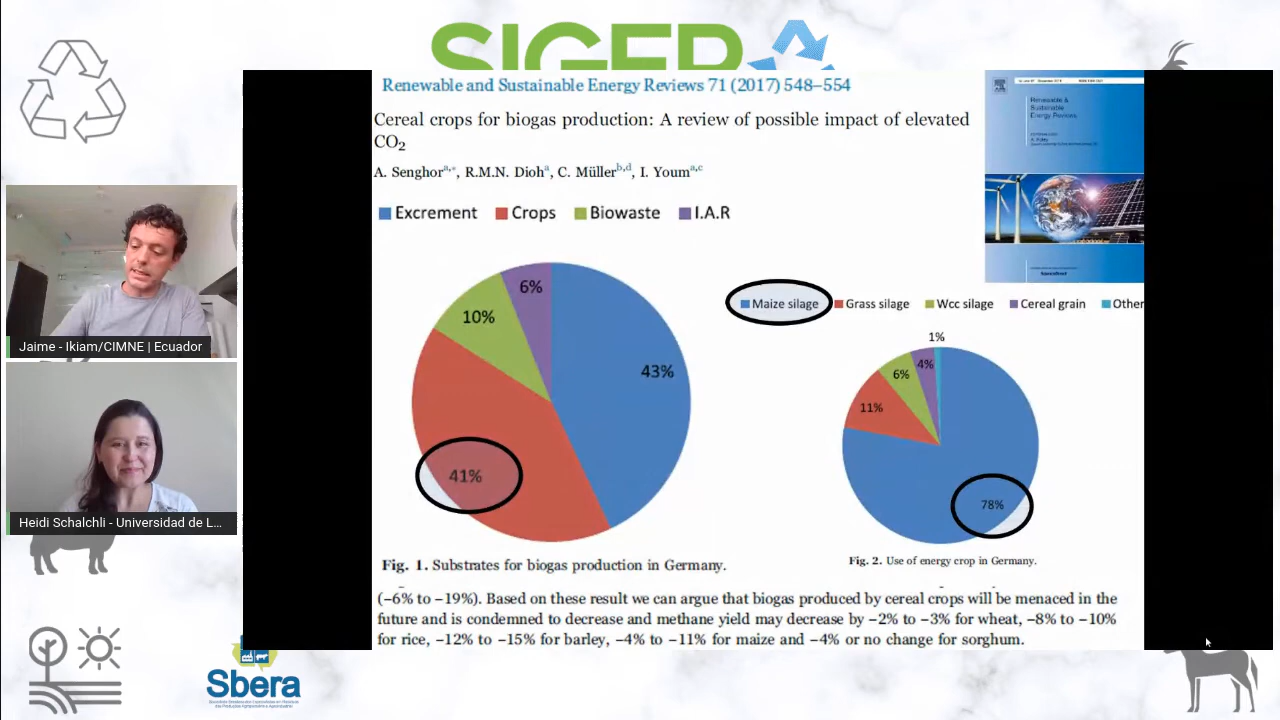 SIGERA
Renewable and Sustainable Energy Reviews 71 (2017) 548–554
Cereal crops for biogas production: A review of possible impact of elevated
CO2
A. Senghor a,*, R.M.N. Dioh a, C. Müller b,d, I. Youm a,c
Renewable &
Sustainable
Energy Reviews
Excrement Crops Biowaste I.A.R
6%
10%
43%
41%
Maize silage Grass silage Wcc silage Cereal grain Other
1%
4%
6%
11%
78%
Fig. 1. Substrates for biogas production in Germany.
Fig. 2. Use of energy crop in Germany.
(−6% to −19%). Based on these result we can argue that biogas produced by cereal crops will be menaced in the
future and is condemned to decrease and methane yield may decrease by −2% to −3% for wheat, −8% to −10%
for rice, −12% to −15% for barley, −4% to −11% for maize and −4% or no change for sorghum.
Jaime - Ikiam/CIMNE | Ecuador
Heidi Schalchli - Universidad de L...
Sbera